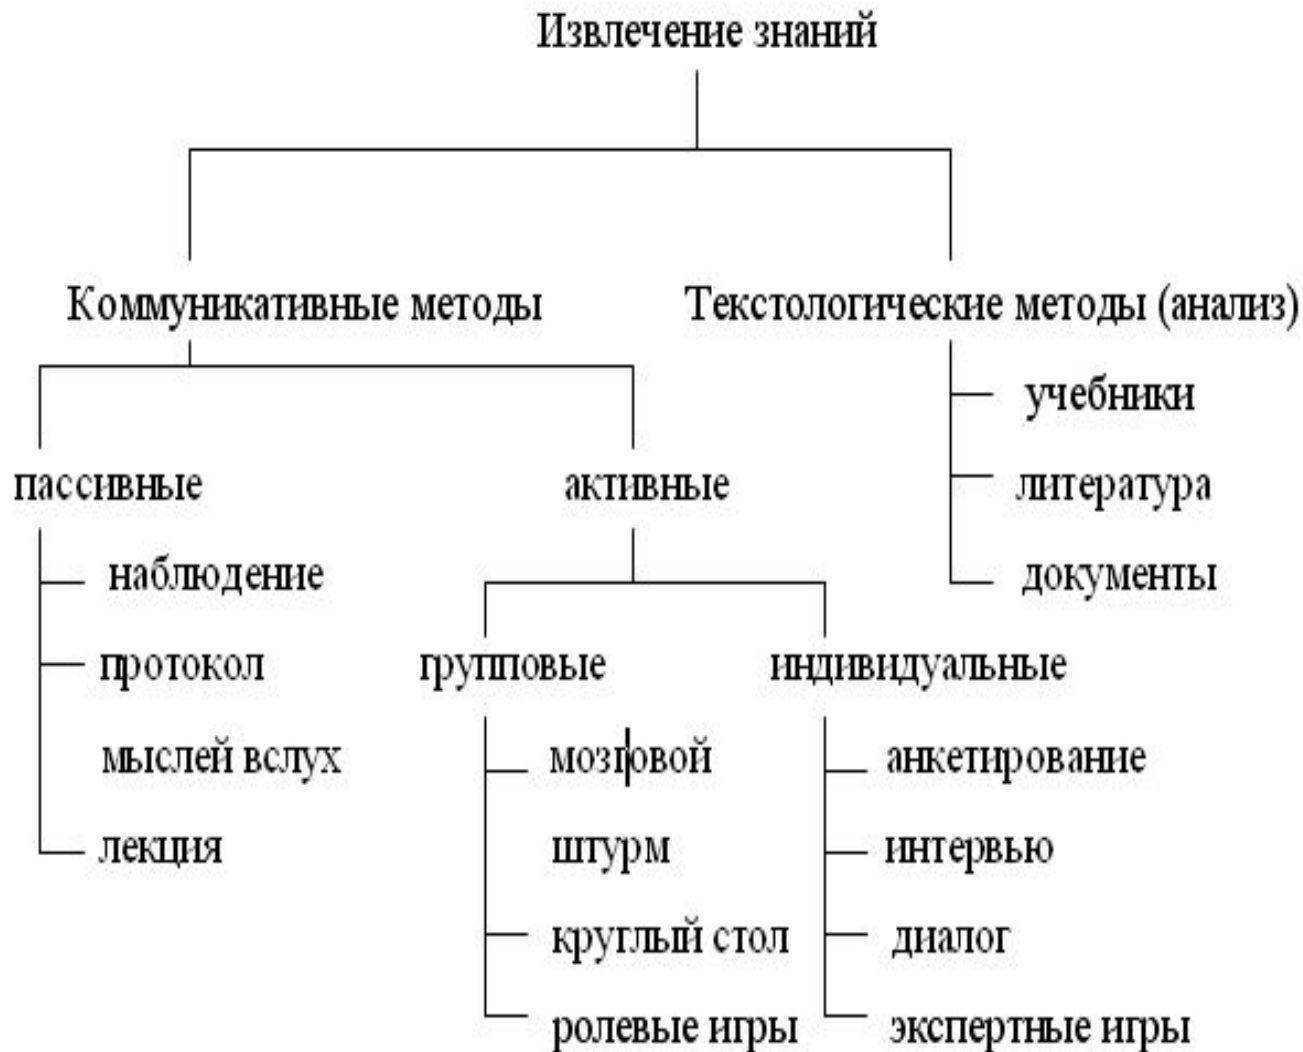 Извлечение знаний
Коммуникативные методы
Текстологические методы (анализ)
учебники
литература
документы
пассивные
активные
наблюдение
протокол
мыслей вслух
лекция
групповые
индивидуальные
мозговой
штурм
круглый стол
ролевые игры
анкетирование
интервью
диалог
экспертные игры